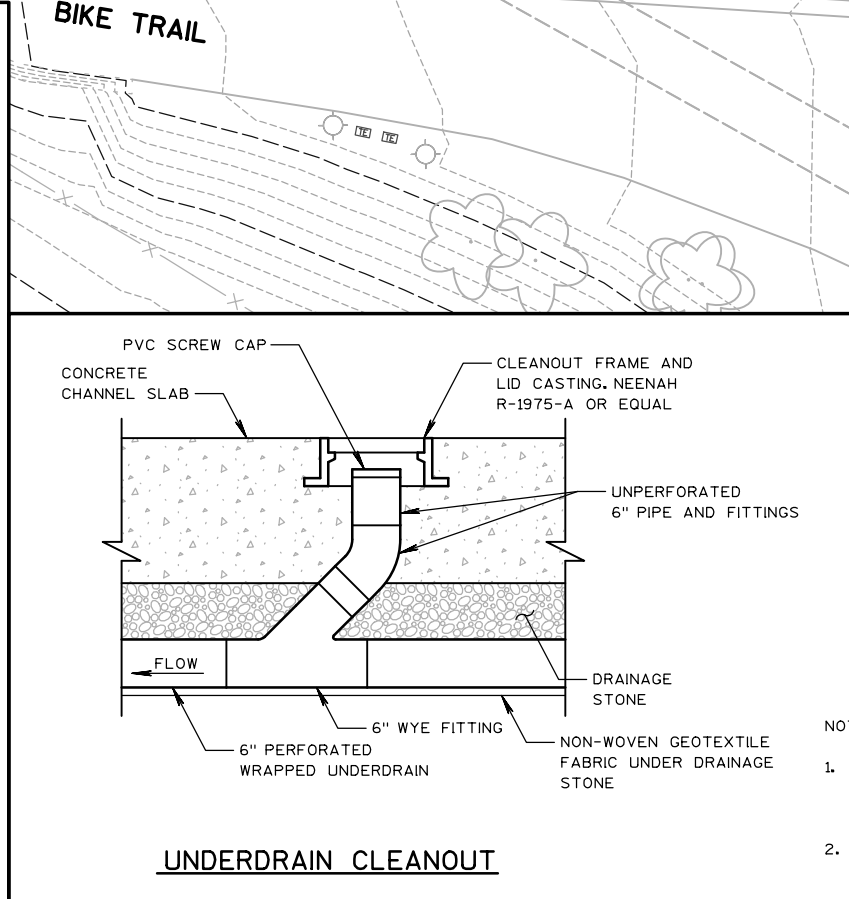 BIKE TRAIL
TE TE
PVC SCREW CAP
CONCRETE
CHANNEL SLAB
CLEANOUT FRAME AND
LID CASTING. NEENAH
R-1975-A OR EQUAL
UNPERFORATED
6" PIPE AND FITTINGS
FLOW
DRAINAGE
STONE
6" WYE FITTING
6" PERFORATED
WRAPPED UNDERDRAIN
NON-WOVEN GEOTEXTILE
FABRIC UNDER DRAINAGE
STONE
1.
2.
UNDERDRAIN CLEANOUT